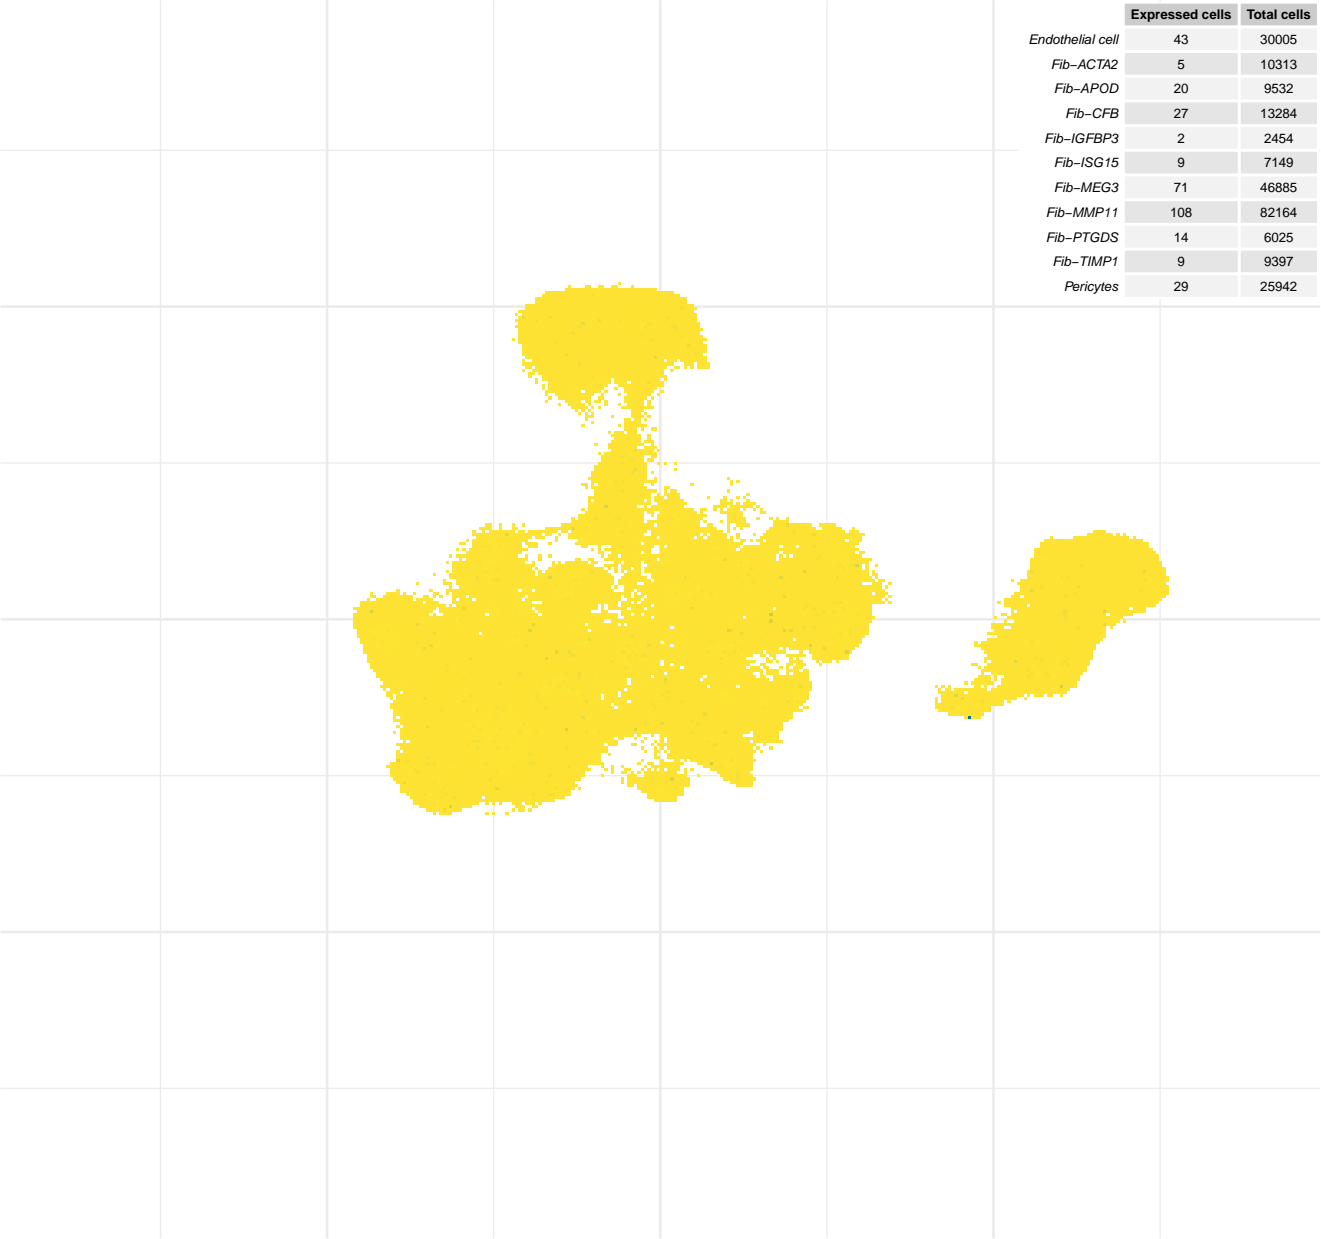 Expressed cells Total cells
Endothelial cell 43 30005
Fib−ACTA2 5 10313
Fib−APOD 20 9532
Fib−CFB 27 13284
Fib−IGFBP3 2 2454
Fib−ISG15 9 7149
Fib−MEG3 71 46885
Fib−MMP11 108 82164
Fib−PTGDS 14 6025
Fib−TIMP1 9 9397
Pericytes 29 25942